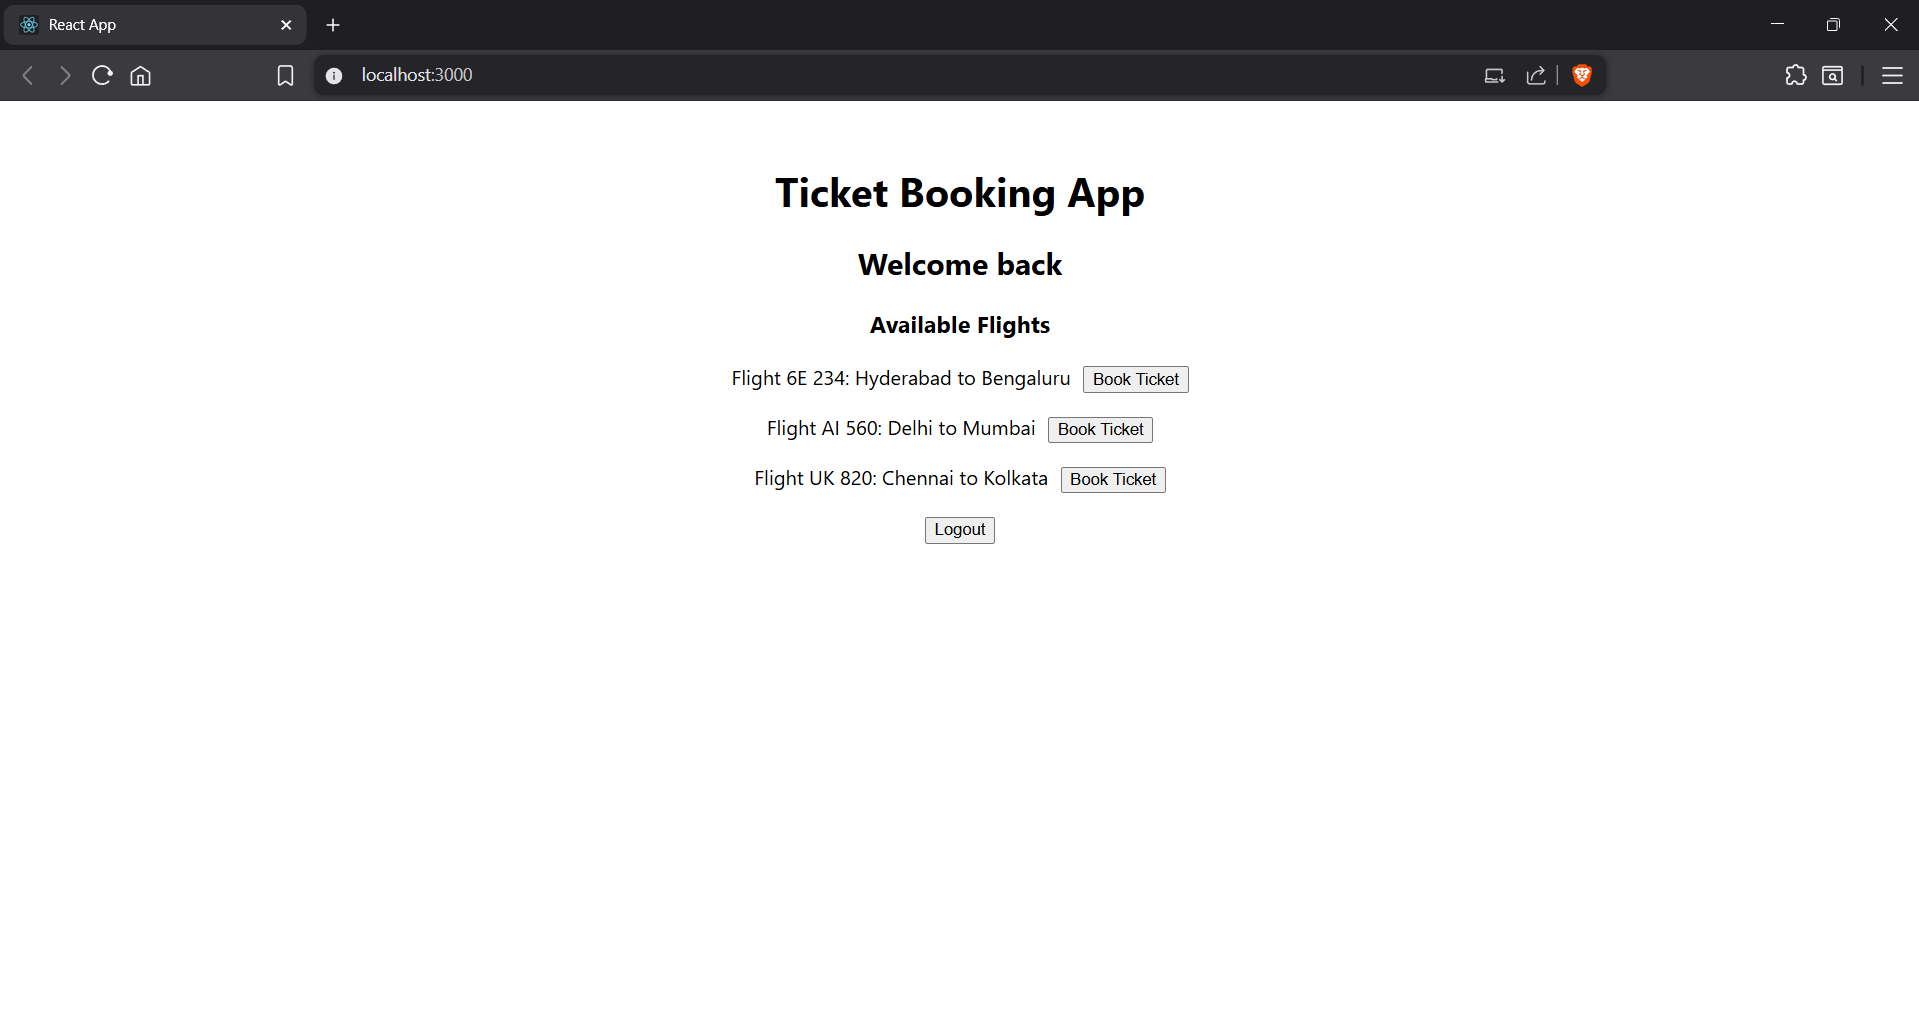 React App
localhost:3000
Ticket Booking App
Welcome back
Available Flights
Flight 6E 234: Hyderabad to Bengaluru Book Ticket
Flight AI 560: Delhi to Mumbai Book Ticket
Flight UK 820: Chennai to Kolkata Book Ticket
Logout